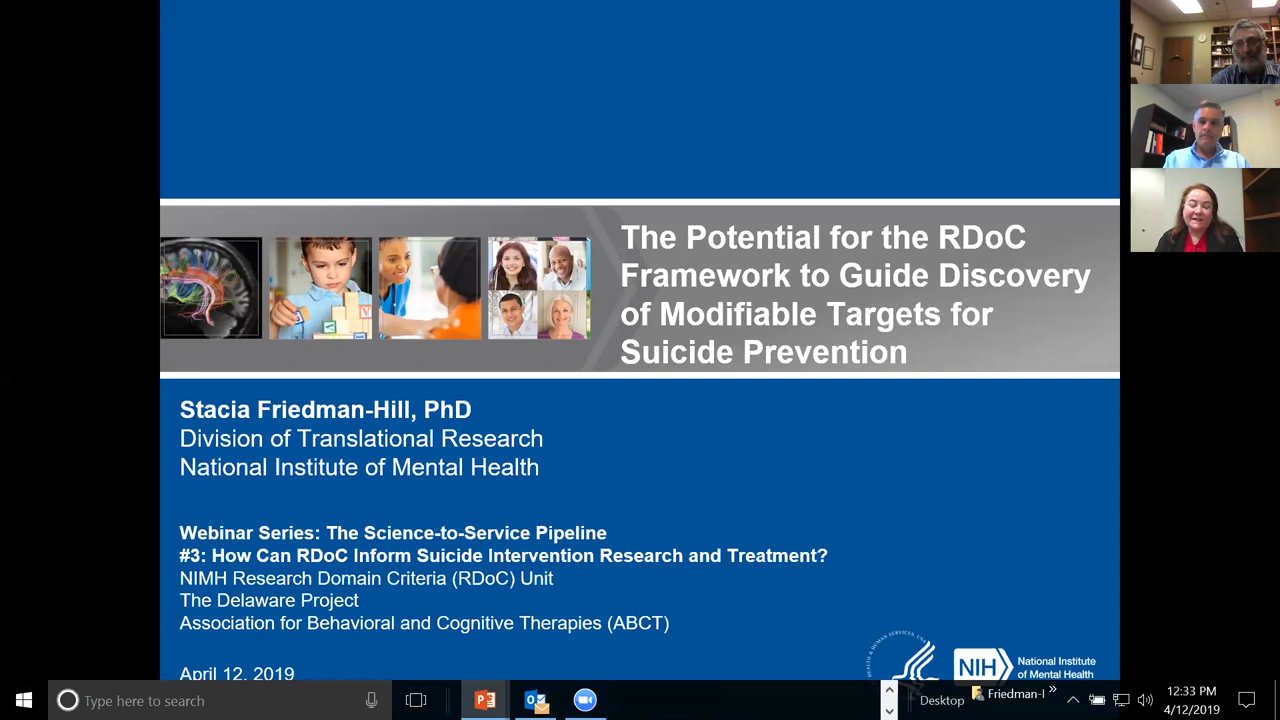 The Potential for the RDoC
Framework to Guide Discovery
of Modifiable Targets for
Suicide Prevention
Stacia Friedman-Hill, PhD
Division of Translational Research
National Institute of Mental Health
Webinar Series: The Science-to-Service Pipeline
#3: How Can RDoC Inform Suicide Intervention Research and Treatment?
NIMH Research Domain Criteria (RDoC) Unit
The Delaware Project
Association for Behavioral and Cognitive Therapies (ABCT)
April 12, 2019
NIH
National Institute
of Mental Health
Type here to search
Desktop
Friedman-I
12:33 PM
4/12/2019